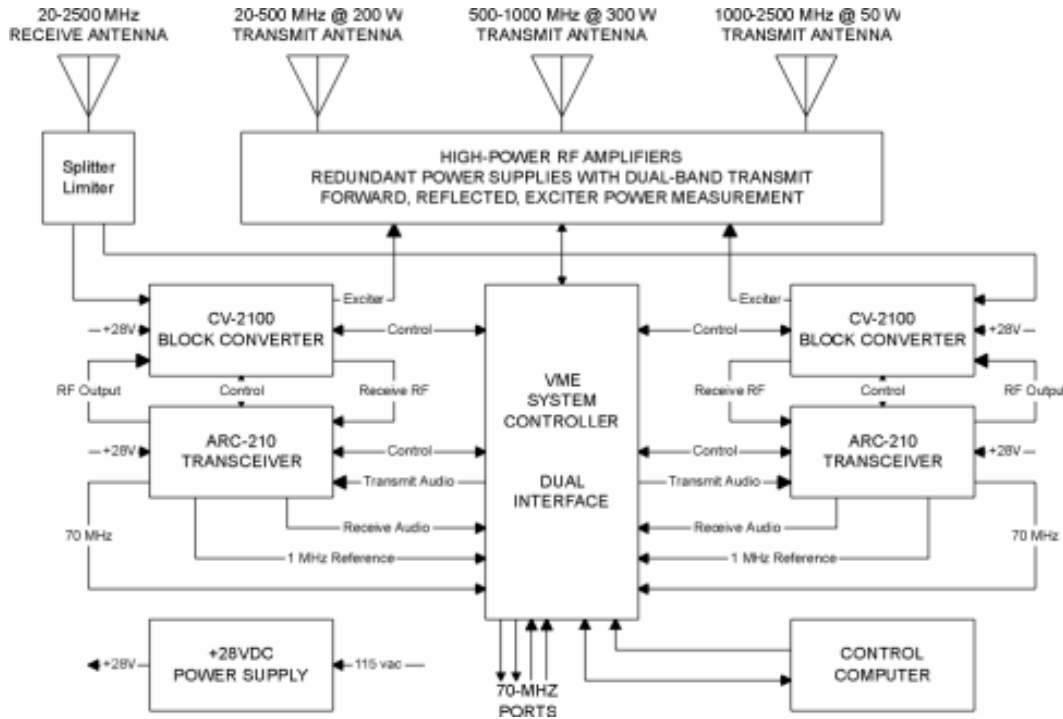 20-2500 MHz
RECEIVE ANTENNA
20-500 MHz @ 200 W
TRANSMIT ANTENNA
500-1000 MHz @ 300 W
TRANSMIT ANTENNA
1000-2500 MHz @ 50 W
TRANSMIT ANTENNA
Splitter
Limiter
HIGH-POWER RF AMPLIFIERS
REDUNDANT POWER SUPPLIES WITH DUAL-BAND TRANSMIT
FORWARD, REFLECTED, EXCITER POWER MEASUREMENT
CV-2100
BLOCK CONVERTER
+28V
Exciter
Control
RF Output
Control
Receive RF
ARC-210
TRANSCEIVER
+28V
Control
Transmit Audio
Receive Audio
1 MHz Reference
70 MHz
VME
SYSTEM
CONTROLLER
DUAL
INTERFACE
Exciter
CV-2100
BLOCK CONVERTER
+28V
Control
Receive RF
Control
RF Output
ARC-210
TRANSCEIVER
+28V
Control
Transmit Audio
Receive Audio
1 MHz Reference
70 MHz
+28V
+28VDC
POWER SUPPLY
115 vac
70-MHZ
PORTS
CONTROL
COMPUTER